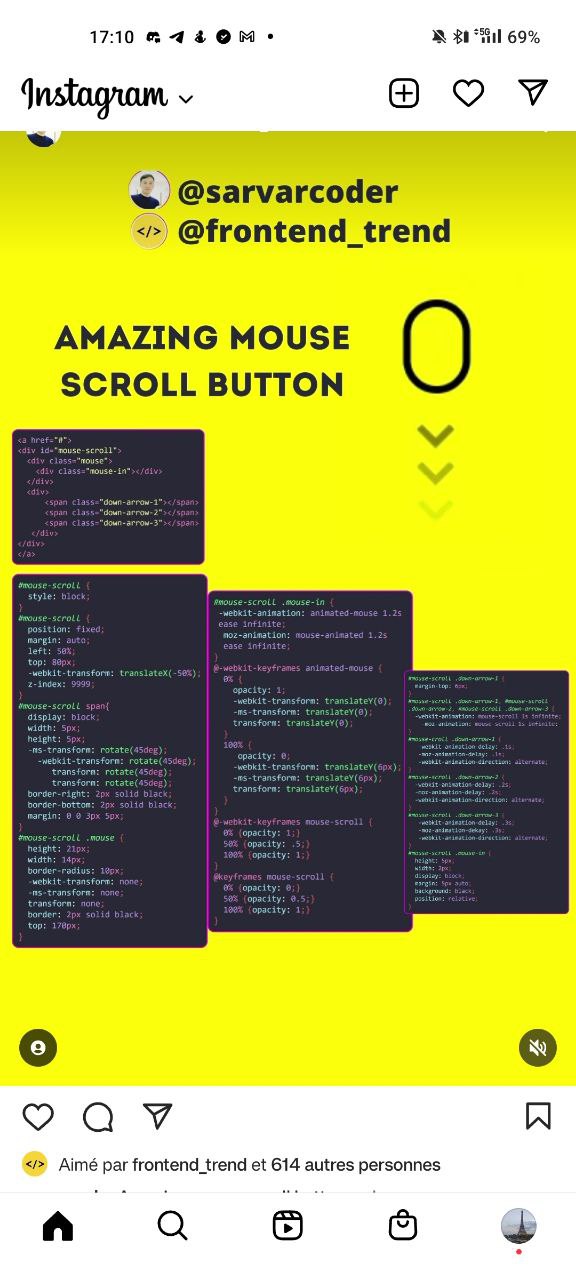 17:10
5G 69%
Instagram
@sarvarcoder
</> @frontend_trend
AMAZING MOUSE
SCROLL BUTTON
<a href="#">
<div id="mouse-scroll">
<div class="mouse">
<div class="mouse-in"></div>
</div>
<div>
<span class="down-arrow-1"></span>
<span class="down-arrow-2"></span>
<span class="down-arrow-3"></span>
</div>
</div>
</a>
#mouse-scroll {
style: block;
}
#mouse-scroll {
position: fixed;
margin: auto;
left: 50%;
top: 80px;
-webkit-transform: translateX(-50%);
z-index: 9999;
}
#mouse-scroll span{
display: block;
width: 5px;
height: 5px;
-ms-transform: rotate(45deg);
-webkit-transform: rotate(45deg);
transform: rotate(45deg);
transform: rotate(45deg);
border-right: 2px solid black;
border-bottom: 2px solid black;
margin: 0 0 3px 5px;
}
#mouse-scroll .mouse {
height: 21px;
width: 14px;
border-radius: 10px;
-webkit-transform: none;
-ms-transform: none;
transform: none;
border: 2px solid black;
top: 170px;
}
#mouse-scroll .mouse-in {
-webkit-animation: animated-mouse 1.2s
ease infinite;
moz-animation: mouse-animated 1.2s
ease infinite;
}
@-webkit-keyframes animated-mouse {
0% {
opacity: 1;
-webkit-transform: translateY(0);
-ms-transform: translateY(0);
transform: translateY(0);
}
100% {
opacity: 0;
-webkit-transform: translateY(6px);
-ms-transform: translateY(6px);
transform: translateY(6px);
}
}
@-webkit-keyframes mouse-scroll {
0% {opacity: 1;}
50% {opacity: .5;}
100% {opacity: 1;}
}
@keyframes mouse-scroll {
0% {opacity: 0;}
50% {opacity: 0.5;}
100% {opacity: 1;}
}
#mouse-scroll .down-arrow-1 {
margin-top: 6px;
}
#mouse-scroll .down-arrow-1, #mouse-scroll
.down-arrow-2, #mouse-scroll .down-arrow-3 {
-webkit-animation: mouse-scroll 1s infinite;
-moz-animation: mouse-scroll 1s infinite;
}
#mouse-croll .down-arrow-1 {
-webkit-animation-delay: .1s;
-moz-animation-delay: .1s;
-webkit-animation-direction: alternate;
}
#mouse-scroll .down-arrow-2 {
-webkit-animation-delay: .2s;
-moz-animation-delay: .2s;
-webkit-animation-direction: alternate;
}
#mouse-scroll .down-arrow-3 {
-webkit-animation-delay: .3s;
-moz-animation-dekay: .3s;
-webkit-animation-direction: alternate;
}
#mouse-scroll .mouse-in {
height: 5px;
width: 2px;
display: block;
margin: 5px auto;
background: black;
position: relative;
}
</> Aimé par frontend_trend et 614 autres personnes